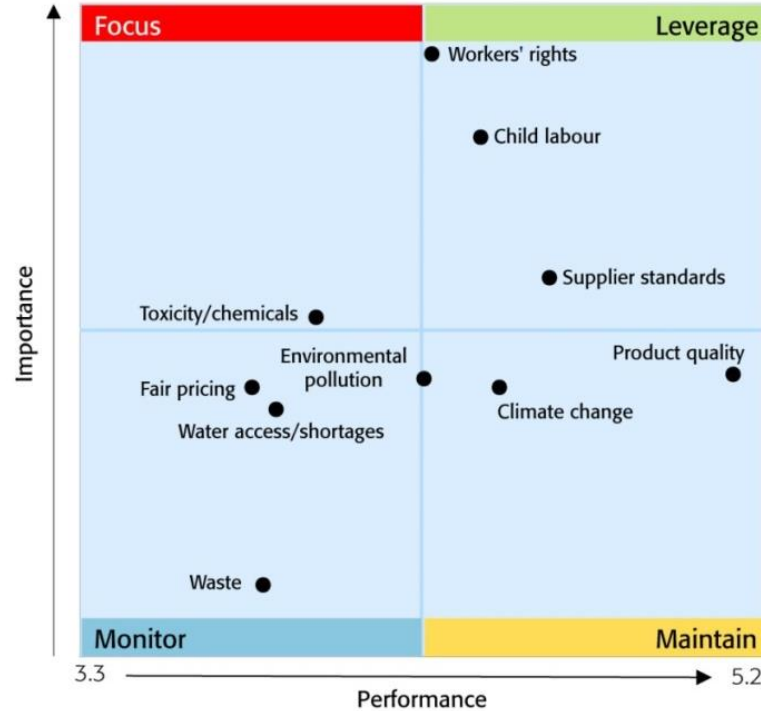 Focus
Leverage
Workers' rights
Child labour
Supplier standards
Toxicity/chemicals
Importance
Environmental
pollution
Product quality
Fair pricing
Climate change
Water access/shortages
Waste
Monitor
Maintain
3.3
5.2
Performance